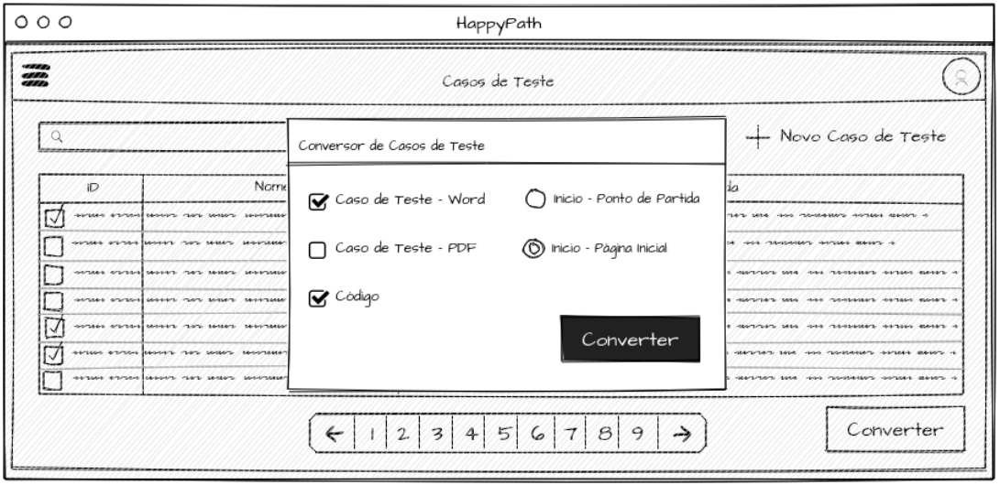 HappyPath
Casos de Teste
Novo Caso de Teste
Conversor de Casos de Teste
ID
Nome
da
Caso de Teste - Word
Inicio - Ponto de Partida
Caso de Teste - PDF
Inicio - Página Inicial
Código
Converter
1 2 3 4 5 6 7 8 9
Converter